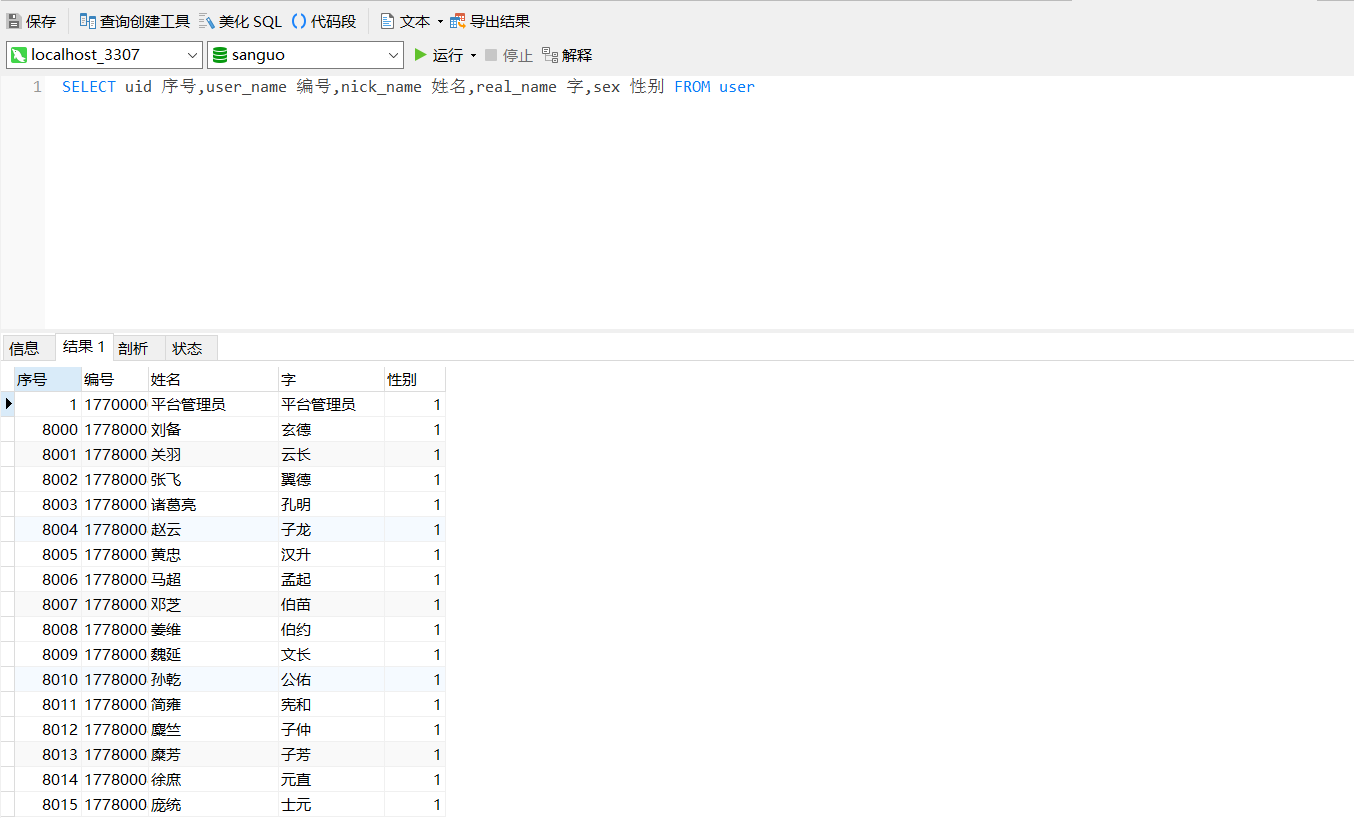 保存 查询创建工具 美化 SQL () 代码段 文本 导出结果
localhost_3307 sanguo 运行 停止 解释
1 SELECT uid 序号,user_name 编号,nick_name 姓名,real_name 字,sex 性别 FROM user
信息 结果 1 剖析 状态
序号 编号 姓名 字 性别
1 1770000 平台管理员 平台管理员 1
8000 1778000 刘备 玄德 1
8001 1778000 关羽 云长 1
8002 1778000 张飞 翼德 1
8003 1778000 诸葛亮 孔明 1
8004 1778000 赵云 子龙 1
8005 1778000 黄忠 汉升 1
8006 1778000 马超 孟起 1
8007 1778000 邓芝 伯苗 1
8008 1778000 姜维 伯约 1
8009 1778000 魏延 文长 1
8010 1778000 孙乾 公佑 1
8011 1778000 简雍 宪和 1
8012 1778000 麋竺 子仲 1
8013 1778000 糜芳 子芳 1
8014 1778000 徐庶 元直 1
8015 1778000 庞统 士元 1